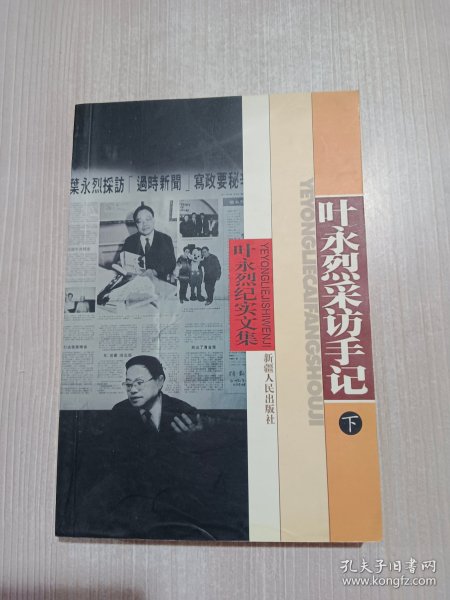 叶永烈采访手记
下
YEYONGLIECAIFANGSHOUJI
叶永烈纪实文集
YEYONGLIEJISHIWENJI
新疆人民出版社
葉永烈採訪「過時新聞」寫政要秘辛
孔夫子旧书网
www.kongfz.com